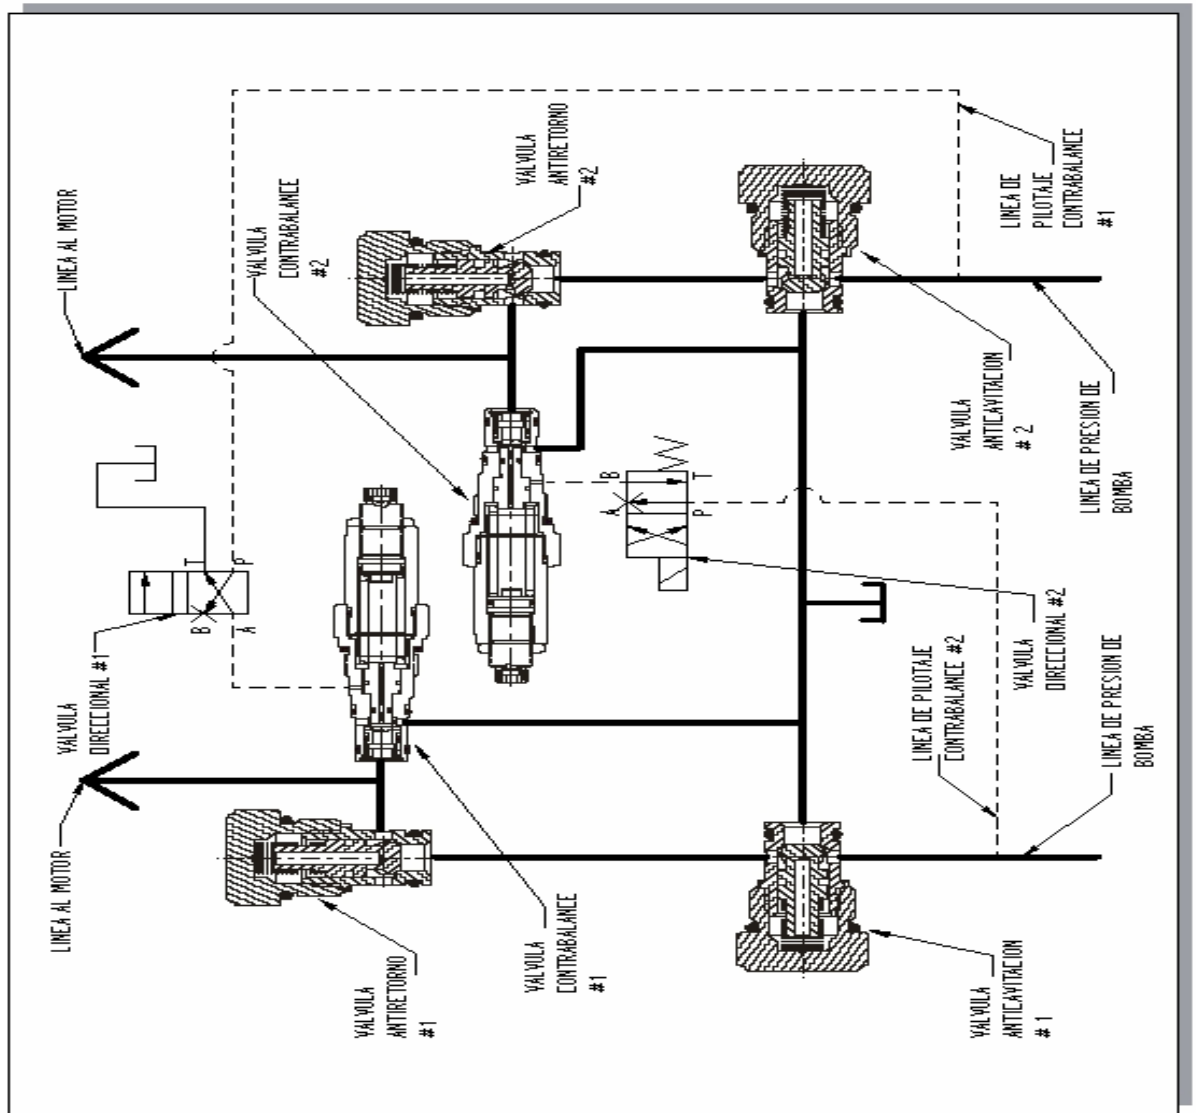 LINEA AL MOTOR
VALVULA
DIRECCIONAL #1
LINEA AL MOTOR
B
T
A
P
VALVULA
CONTRABALANCE
#2
VALVULA
ANTIRETORNO
#1
VALVULA
ANTIRETORNO
#2
VALVULA
CONTRABALANCE
#1
A
B
P
T
LINEA DE PILOTAJE
CONTRABALANCE #2
VALVULA
DIRECCIONAL #2
VALVULA
ANTICAVITACION
# 2
LINEA DE
PILOTAJE
CONTRABALANCE
#1
VALVULA
ANTICAVITACION
# 1
LINEA DE PRESION DE
BOMBA
LINEA DE PRESION DE
BOMBA